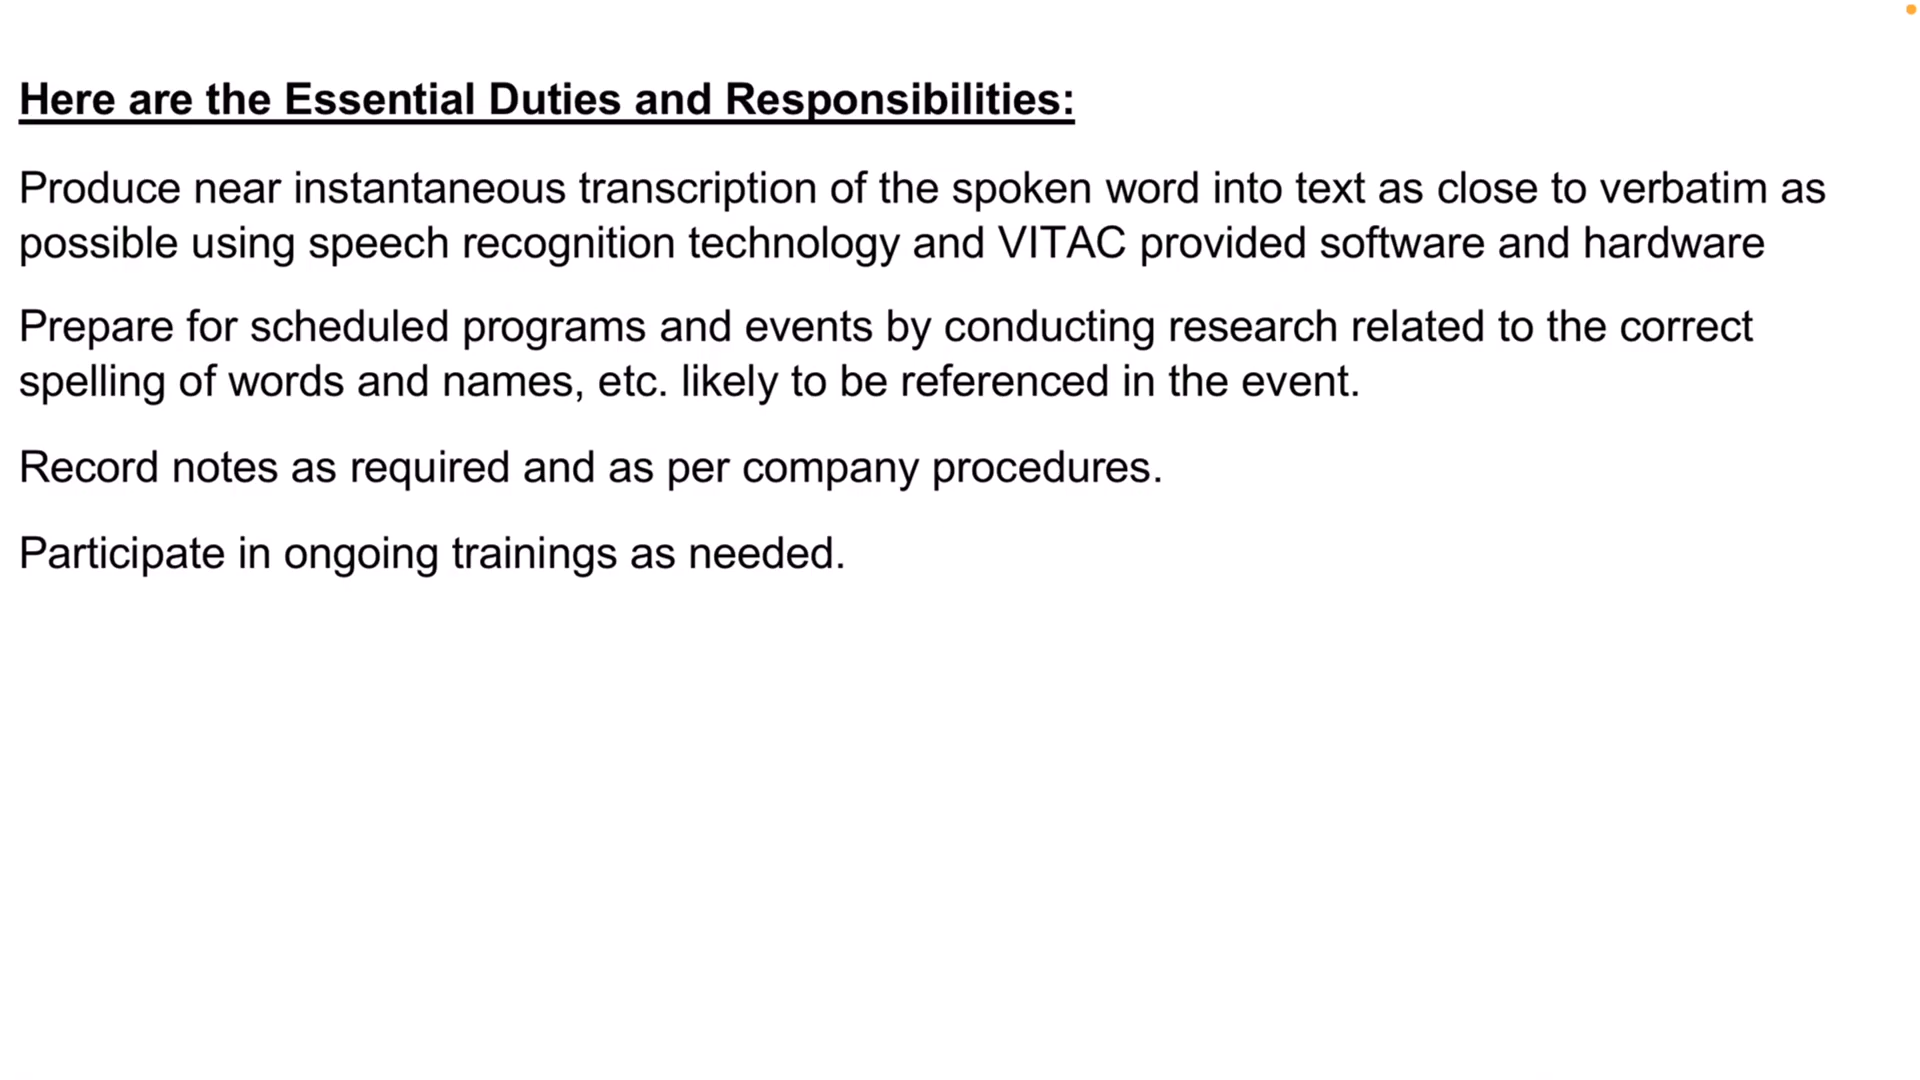 Here are the Essential Duties and Responsibilities:
Produce near instantaneous transcription of the spoken word into text as close to verbatim as
possible using speech recognition technology and VITAC provided software and hardware
Prepare for scheduled programs and events by conducting research related to the correct
spelling of words and names, etc. likely to be referenced in the event.
Record notes as required and as per company procedures.
Participate in ongoing trainings as needed.